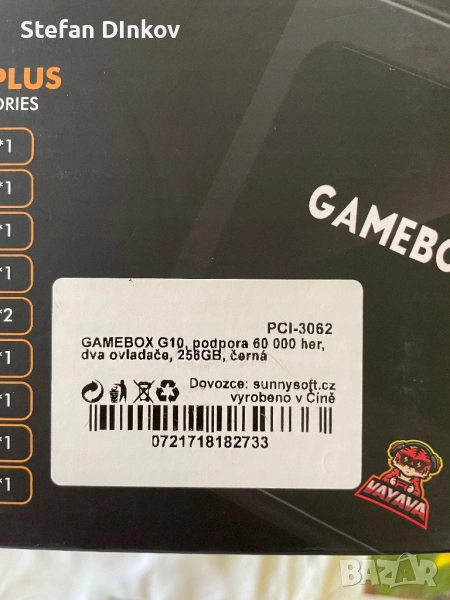 Stefan DInkov
PLUS
ORIES
*1
*1
*1
*1
*2
*1
*1
*1
*1
GAMEBO
PCI-3062
GAMEBOX G10, podpora 60 000 her,
dva ovladače, 256GB, černá
Dovozce: sunnysoft.cz
vyrobeno v Číně
0721718182733
VAYAVA
BAZAR